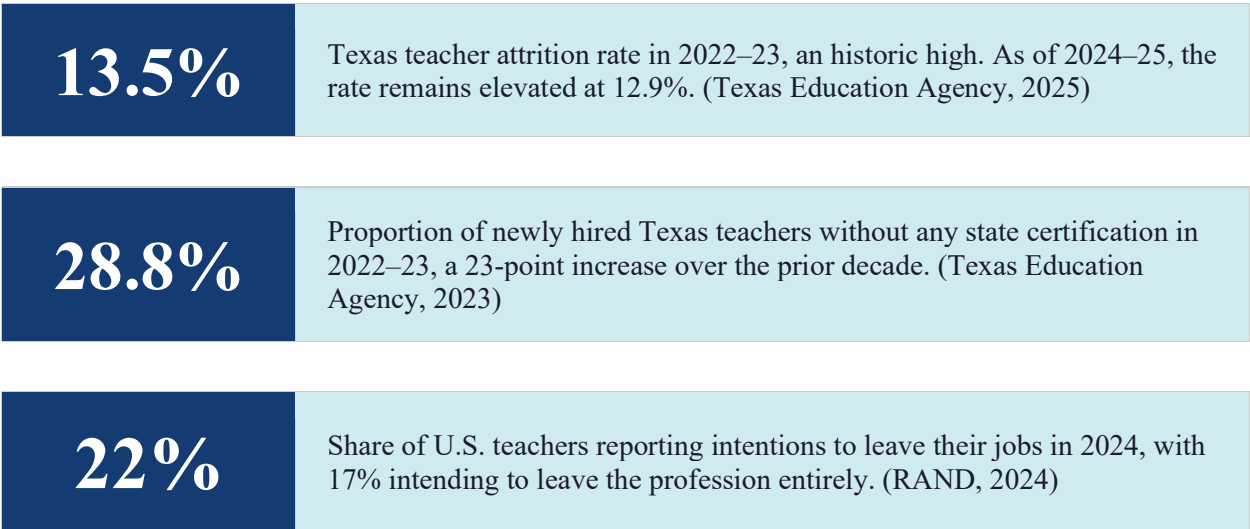 13.5%
Texas teacher attrition rate in 2022–23, an historic high. As of 2024–25, the
rate remains elevated at 12.9%. (Texas Education Agency, 2025)
28.8%
Proportion of newly hired Texas teachers without any state certification in
2022–23, a 23-point increase over the prior decade. (Texas Education
Agency, 2023)
22%
Share of U.S. teachers reporting intentions to leave their jobs in 2024, with
17% intending to leave the profession entirely. (RAND, 2024)